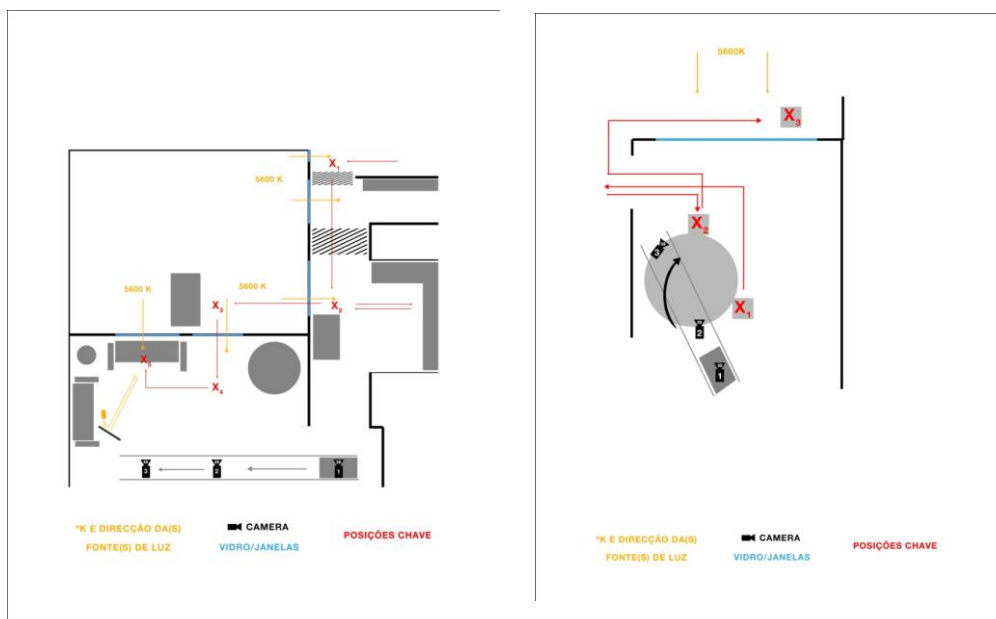 X1
5600 K
5600 K
5600 K
X3
X2
X5
X4
3
2
1
°K E DIRECÇÃO DA(S)
FONTE(S) DE LUZ
CAMERA
VIDRO/JANELAS
POSIÇÕES CHAVE
5600K
X3
X2
3
X1
2
1
°K E DIRECÇÃO DA(S)
FONTE(S) DE LUZ
CAMERA
VIDRO/JANELAS
POSIÇÕES CHAVE